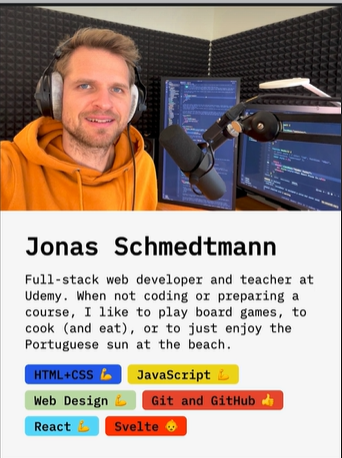 Jonas Schmedtmann
Full-stack web developer and teacher at
Udemy. When not coding or preparing a
course, I like to play board games, to
cook (and eat), or to just enjoy the
Portuguese sun at the beach.
HTML+CSS 💪 JavaScript 💪
Web Design 💪 Git and GitHub 👍
React 💪 Svelte 👶